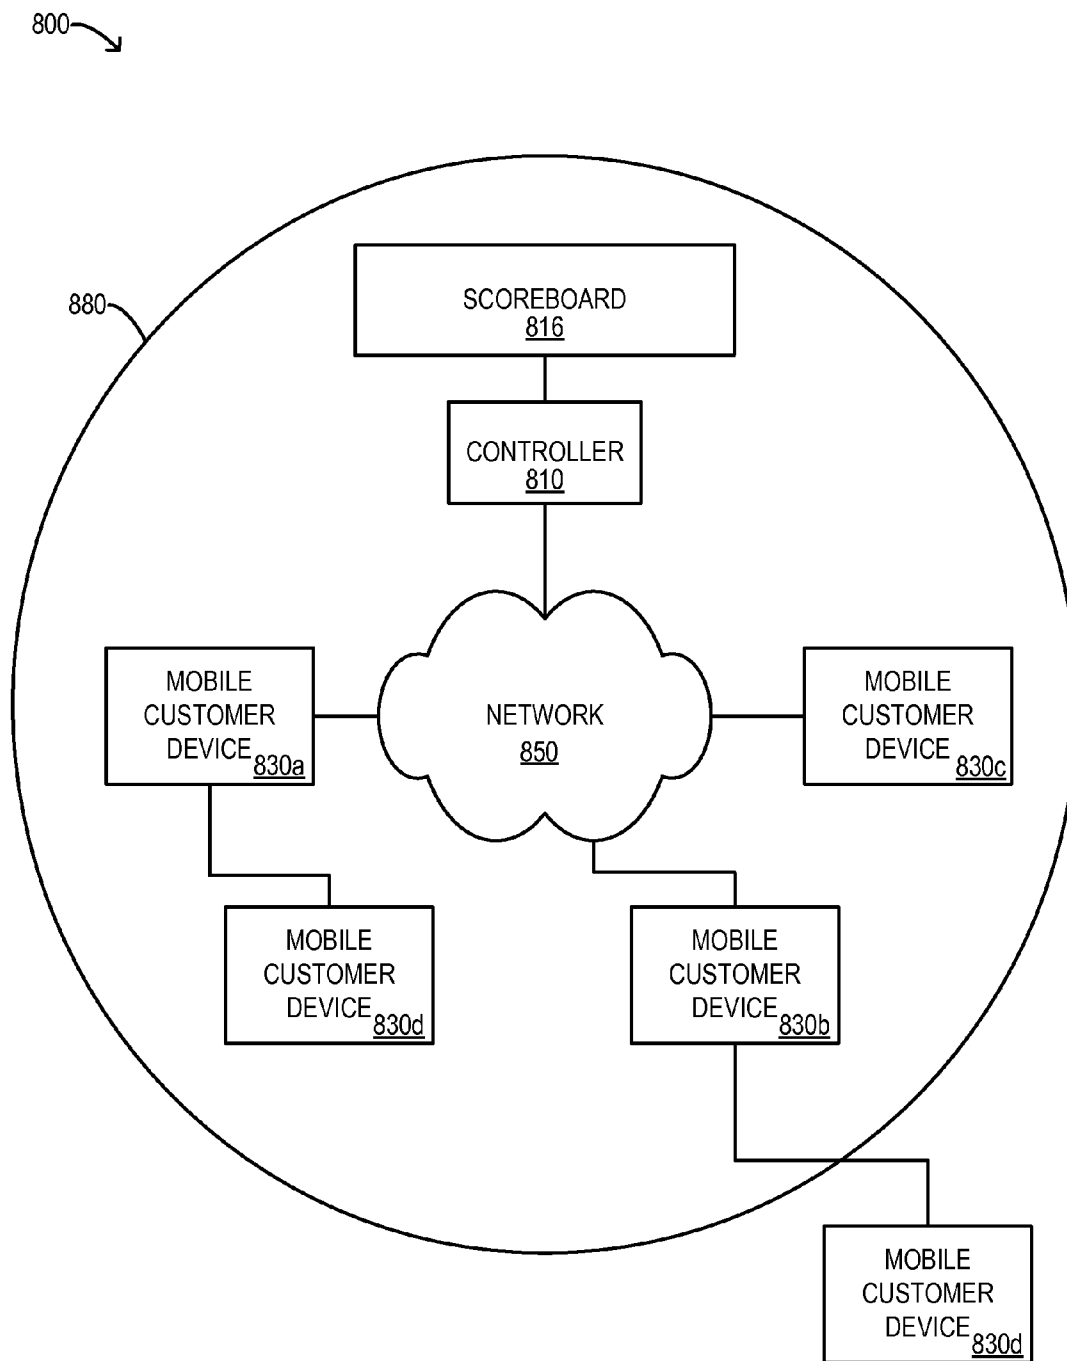 800
880
SCOREBOARD
816
CONTROLLER
810
MOBILE
CUSTOMER
DEVICE 830a
NETWORK
850
MOBILE
CUSTOMER
DEVICE 830c
MOBILE
CUSTOMER
DEVICE 830d
MOBILE
CUSTOMER
DEVICE 830b
MOBILE
CUSTOMER
DEVICE 830d